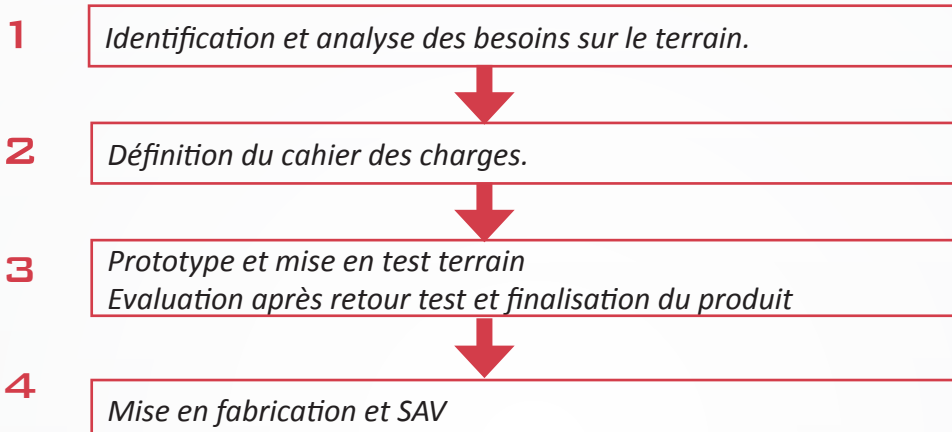 1
Identification et analyse des besoins sur le terrain.
2
Définition du cahier des charges.
3
Prototype et mise en test terrain
Evaluation après retour test et finalisation du produit
4
Mise en fabrication et SAV